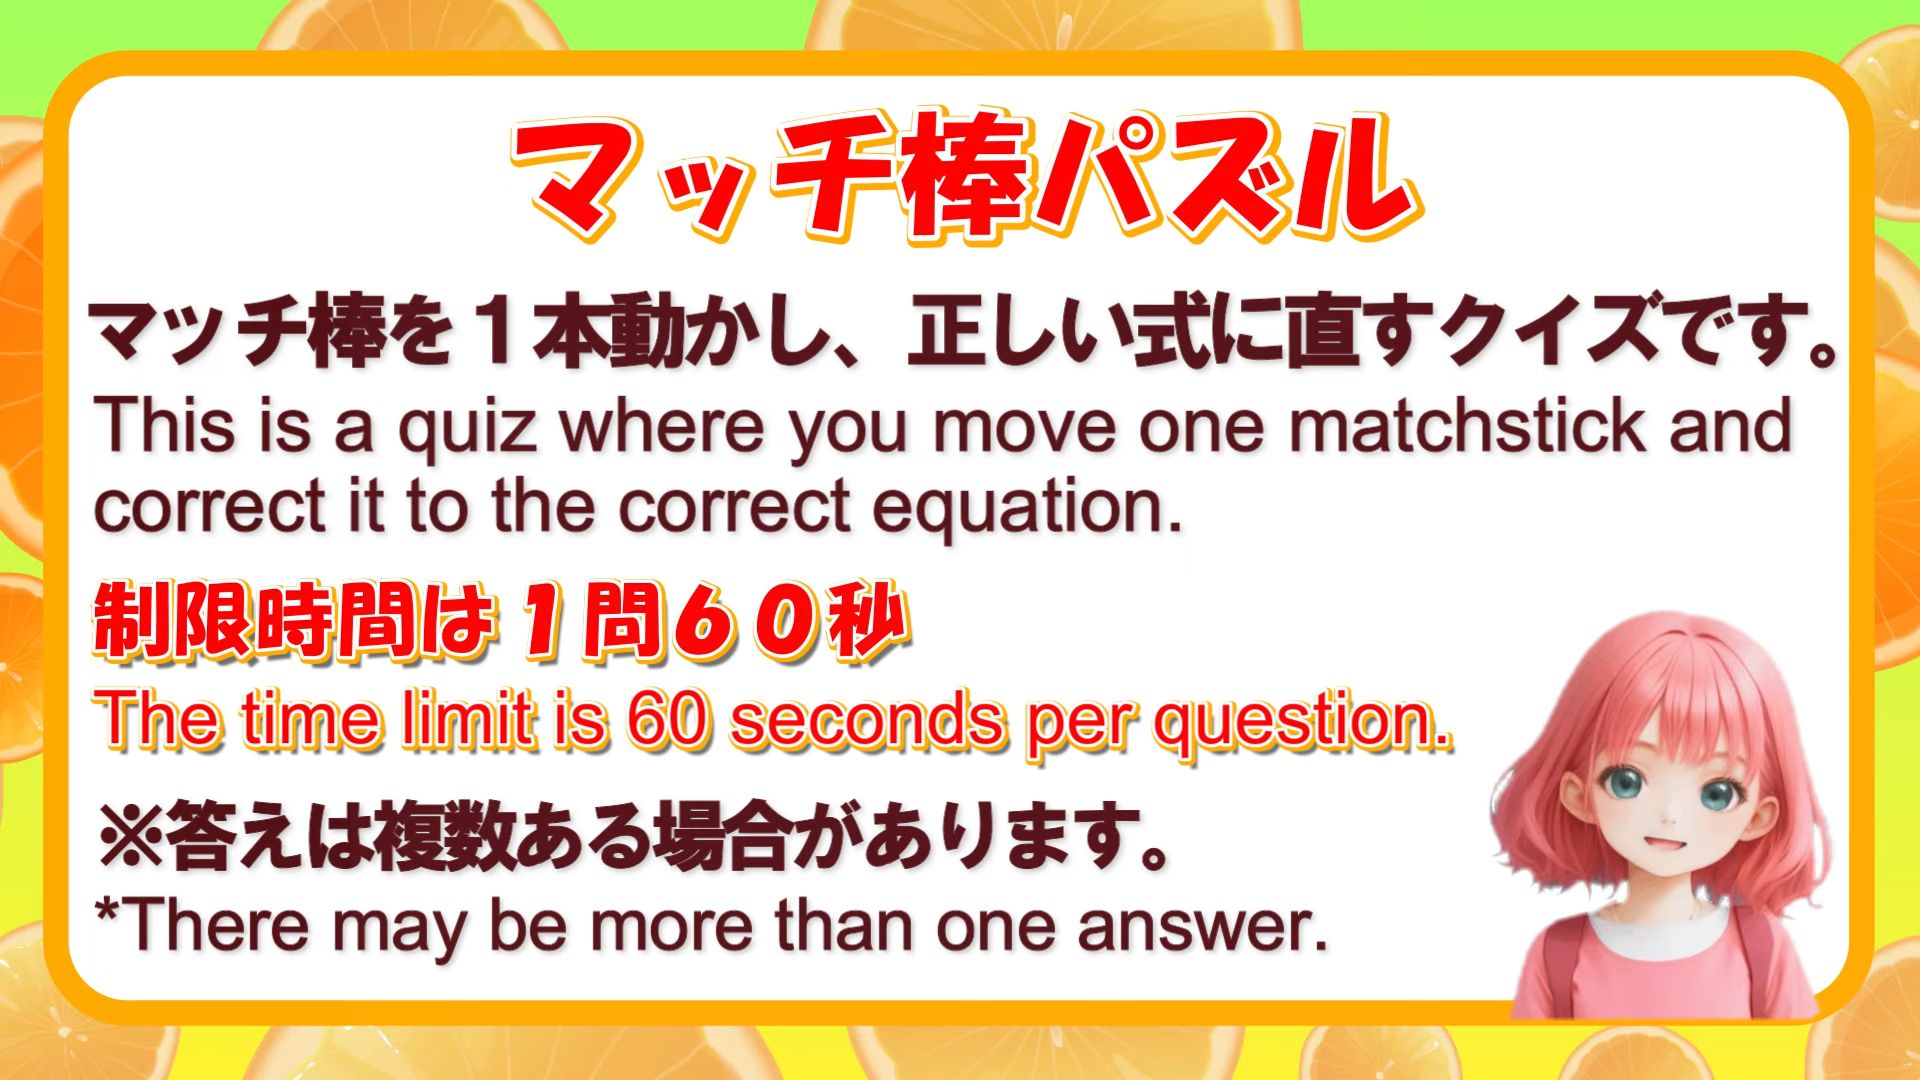 マッチ棒パズル
マッチ棒を１本動かし、正しい式に直すクイズです。
This is a quiz where you move one matchstick and
correct it to the correct equation.
制限時間は１問６０秒
The time limit is 60 seconds per question.
※答えは複数ある場合があります。
*There may be more than one answer.